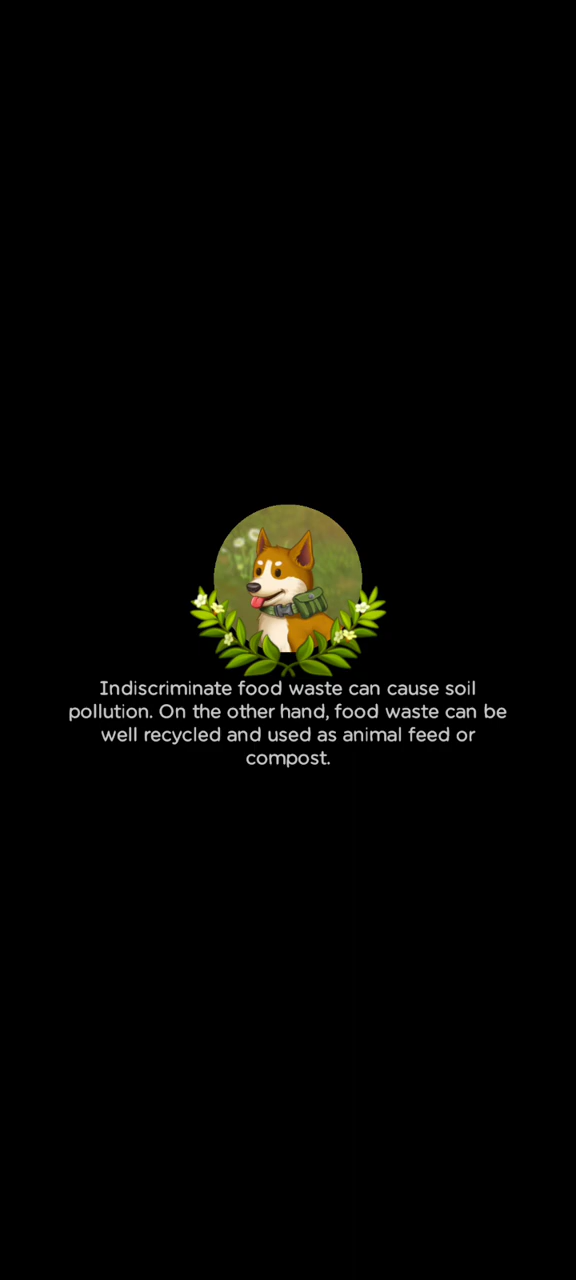 Indiscriminate food waste can cause soil
pollution. On the other hand, food waste can be
well recycled and used as animal feed or
compost.